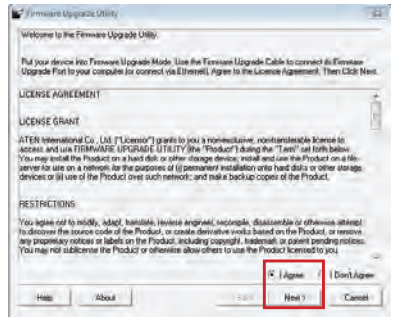 Firmware Upgrade Utility
Welcome to the Firmware Upgrade Utility.
Put your device into Firmware Upgrade Mode. Use the Firmware Upgrade Cable to connect its Firmware
Upgrade Port to your computer (or connect via Ethernet). Agree to the License Agreement. Then Click Next.
LICENSE AGREEMENT
LICENSE GRANT
ATEN International Co., Ltd. ("Licensor") grants to you a non-exclusive, non-transferable license to
access and use FIRMWARE UPGRADE UTILITY (the "Product") during the "Term" set forth below.
You may install the Product on a hard disk or other storage device; install and use the Product on a file
server for use on a network for the purposes of (i) permanent installation onto hard disks or other storage
devices or (ii) use of the Product over such network; and make backup copies of the Product.
RESTRICTIONS
You agree not to modify, adapt, translate, reverse engineer, decompile, disassemble or otherwise attempt
to discover the source code of the Product, or create derivative works based on the Product, or remove
any proprietary notices or labels on the Product, including copyright, trademark or patent pending notices.
You may not sublicense the Product or otherwise allow others to use the Product licensed to you.
I Agree I Don't Agree
Help About Next > Cancel